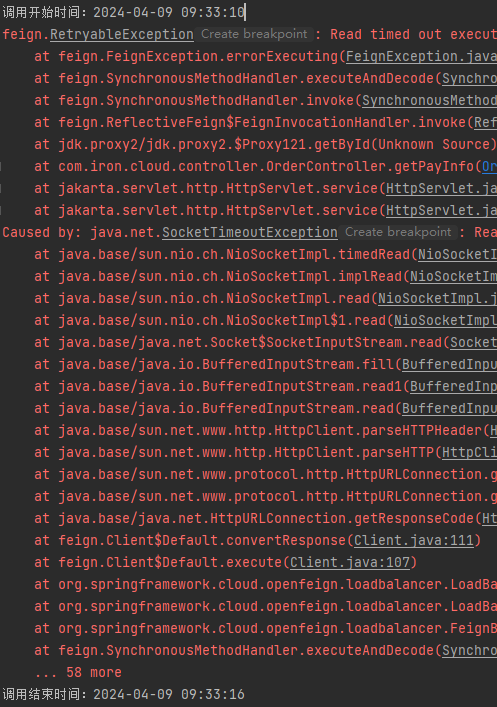 调用开始时间：2024-04-09 09:33:10
feign.RetryableException Create breakpoint : Read timed out execut
at feign.FeignException.errorExecuting(FeignException.java
at feign.SynchronousMethodHandler.executeAndDecode(Synchro
at feign.SynchronousMethodHandler.invoke(SynchronousMethod
at feign.ReflectiveFeign$FeignInvocationHandler.invoke(Ref
at jdk.proxy2/jdk.proxy2.$Proxy121.getById(Unknown Source)
at com.iron.cloud.controller.OrderController.getPayInfo(Or
at jakarta.servlet.http.HttpServlet.service(HttpServlet.ja
at jakarta.servlet.http.HttpServlet.service(HttpServlet.ja
Caused by: java.net.SocketTimeoutException Create breakpoint : Rea
at java.base/sun.nio.ch.NioSocketImpl.timedRead(NioSocketI
at java.base/sun.nio.ch.NioSocketImpl.implRead(NioSocketIm
at java.base/sun.nio.ch.NioSocketImpl.read(NioSocketImpl.j
at java.base/sun.nio.ch.NioSocketImpl$1.read(NioSocketImpl
at java.base/java.net.Socket$SocketInputStream.read(Socket
at java.base/java.io.BufferedInputStream.fill(BufferedInpu
at java.base/java.io.BufferedInputStream.read1(BufferedInp
at java.base/java.io.BufferedInputStream.read(BufferedInpu
at java.base/sun.net.www.http.HttpClient.parseHTTPHeader(H
at java.base/sun.net.www.http.HttpClient.parseHTTP(HttpCli
at java.base/sun.net.www.protocol.http.HttpURLConnection.g
at java.base/sun.net.www.protocol.http.HttpURLConnection.g
at java.base/java.net.HttpURLConnection.getResponseCode(Ht
at feign.Client$Default.convertResponse(Client.java:111)
at feign.Client$Default.execute(Client.java:107)
at org.springframework.cloud.openfeign.loadbalancer.LoadBa
at org.springframework.cloud.openfeign.loadbalancer.LoadBa
at org.springframework.cloud.openfeign.loadbalancer.FeignB
at feign.SynchronousMethodHandler.executeAndDecode(Synchro
... 58 more
调用结束时间：2024-04-09 09:33:16